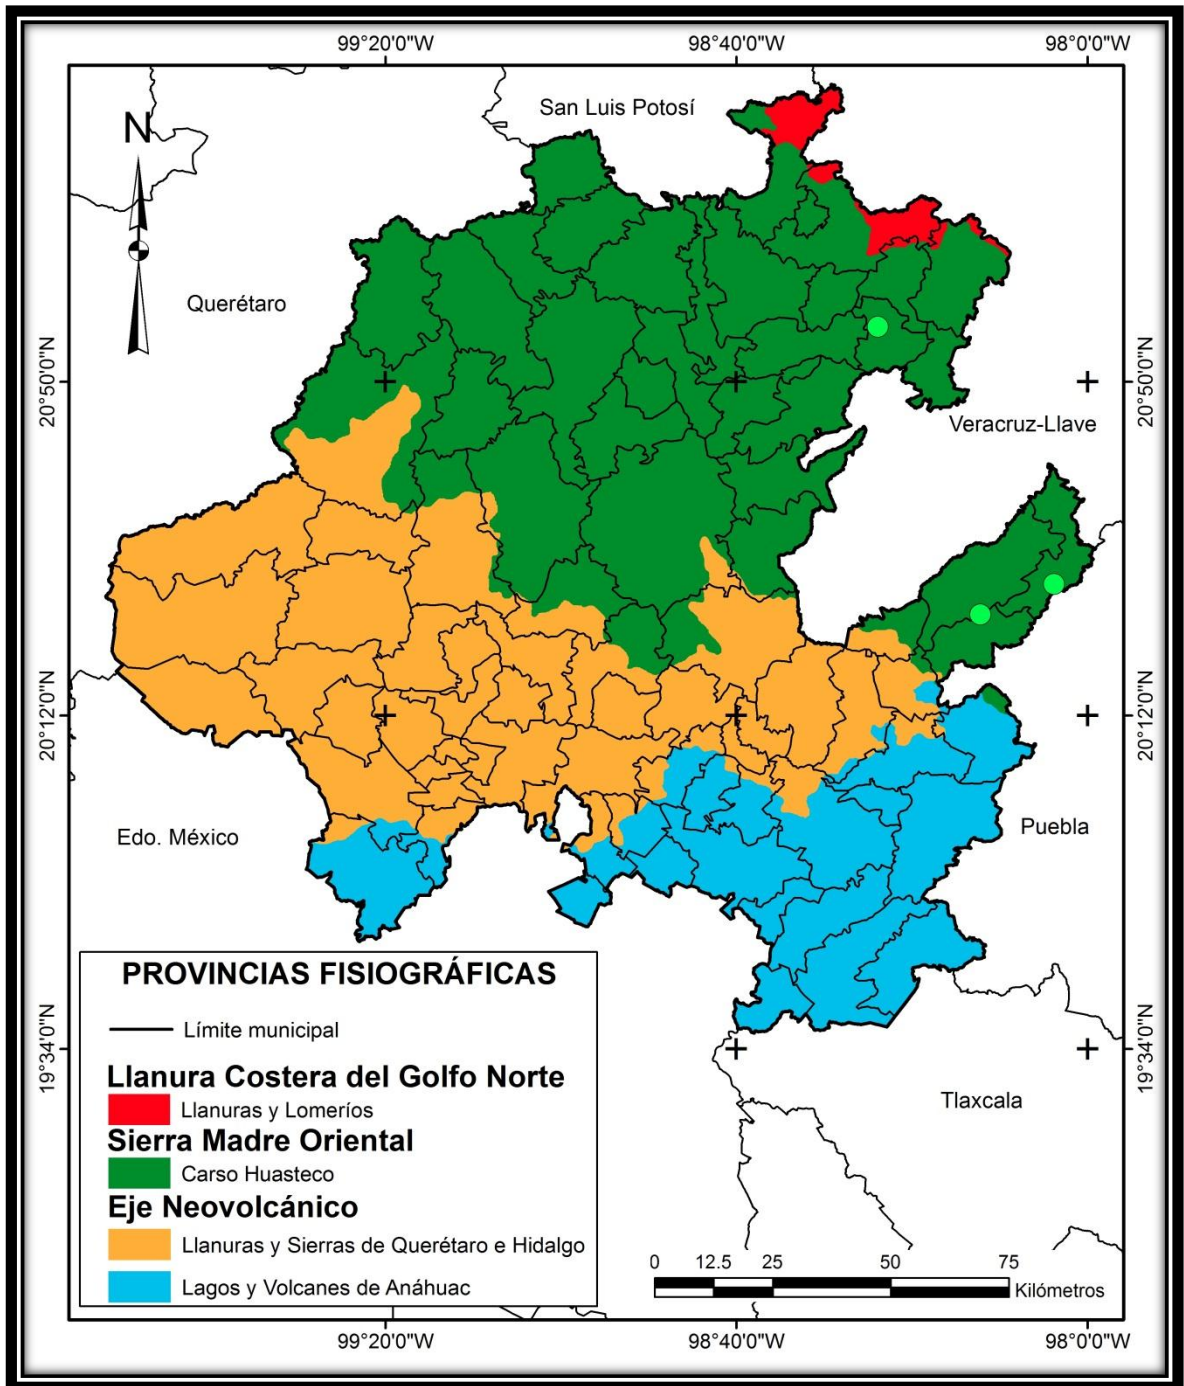 99°20'0"W 98°40'0"W 98°0'0"W
San Luis Potosí
N
Querétaro
20°50'0"N 20°50'0"N
Veracruz-Llave
20°12'0"N 20°12'0"N
Edo. México
Puebla
PROVINCIAS FISIOGRÁFICAS
Límite municipal
19°34'0"N 19°34'0"N
Llanura Costera del Golfo Norte
Llanuras y Lomeríos
Tlaxcala
Sierra Madre Oriental
Carso Huasteco
Eje Neovolcánico
Llanuras y Sierras de Querétaro e Hidalgo
Lagos y Volcanes de Anáhuac
0 12.5 25 50 75
Kilómetros
99°20'0"W 98°40'0"W 98°0'0"W